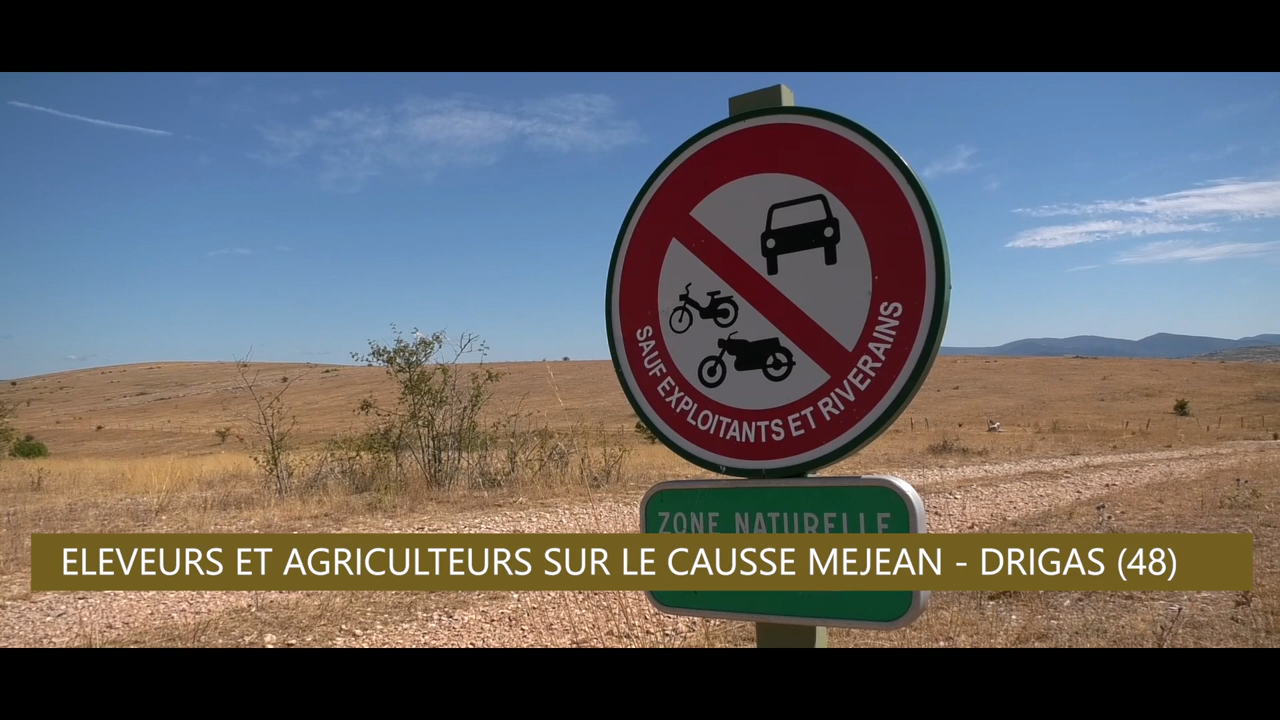 SAUF EXPLOITANTS ET RIVERAINS
ZONE NATURELLE
ELEVEURS ET AGRICULTEURS SUR LE CAUSSE MEJEAN - DRIGAS (48)